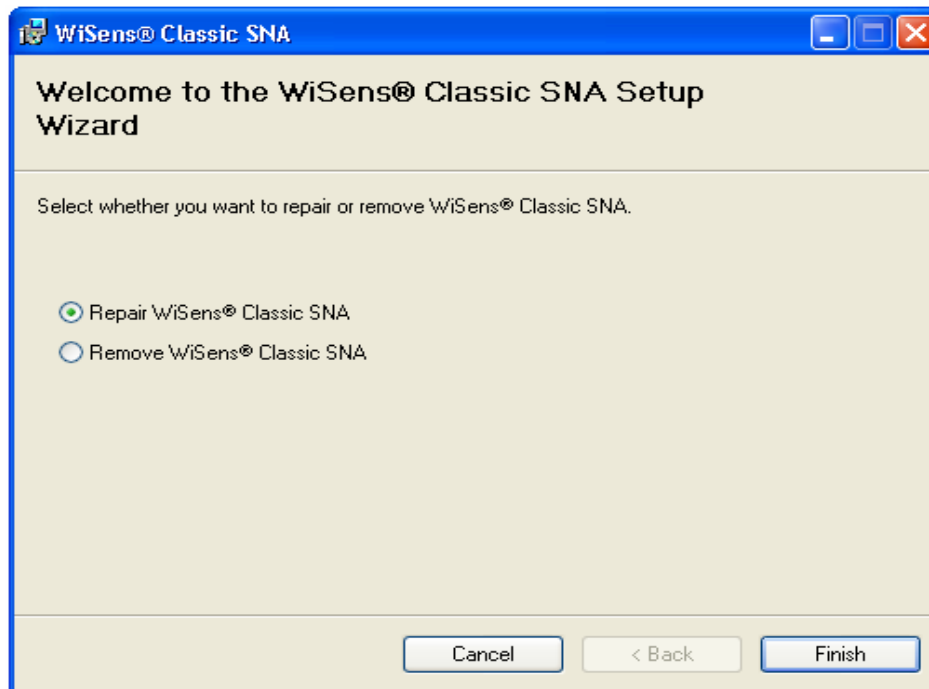 WiSens® Classic SNA
Welcome to the WiSens® Classic SNA Setup
Wizard
Select whether you want to repair or remove WiSens® Classic SNA.
Repair WiSens® Classic SNA
Remove WiSens® Classic SNA
Cancel
< Back
Finish